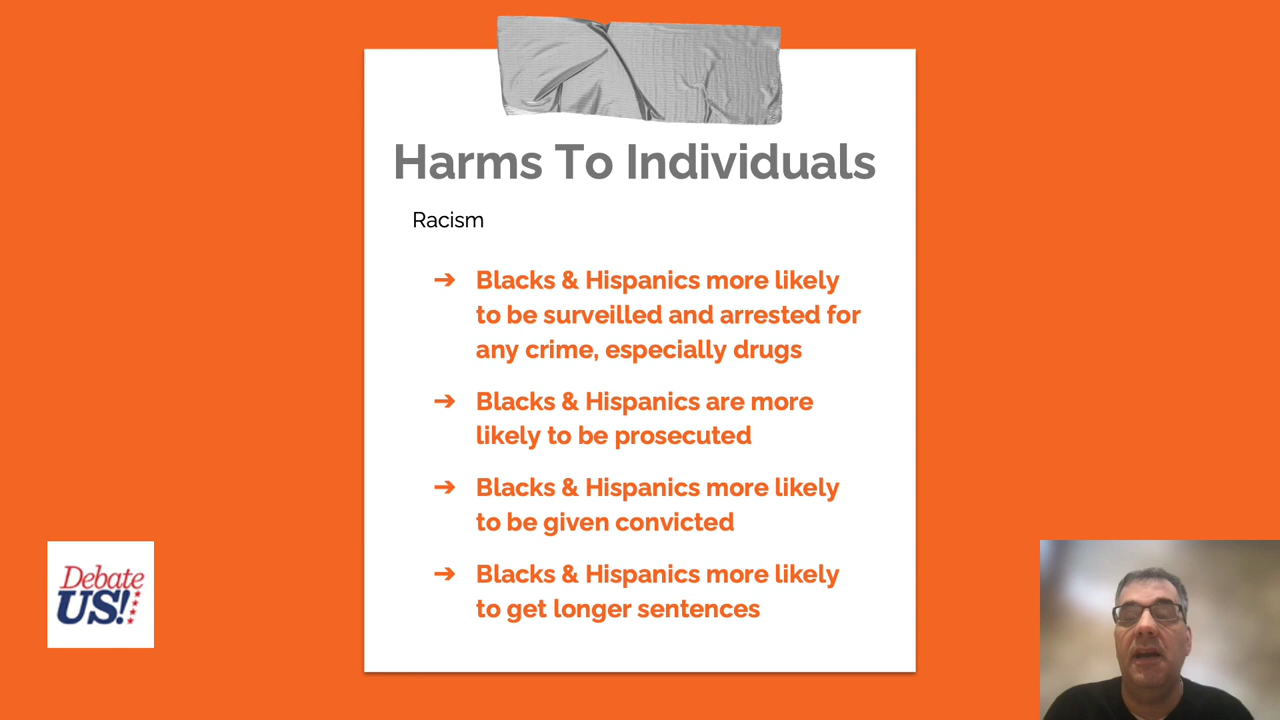 Harms To Individuals
Racism
➔ Blacks & Hispanics more likely
to be surveilled and arrested for
any crime, especially drugs
➔ Blacks & Hispanics are more
likely to be prosecuted
➔ Blacks & Hispanics more likely
to be given convicted
➔ Blacks & Hispanics more likely
to get longer sentences
Debate
US!